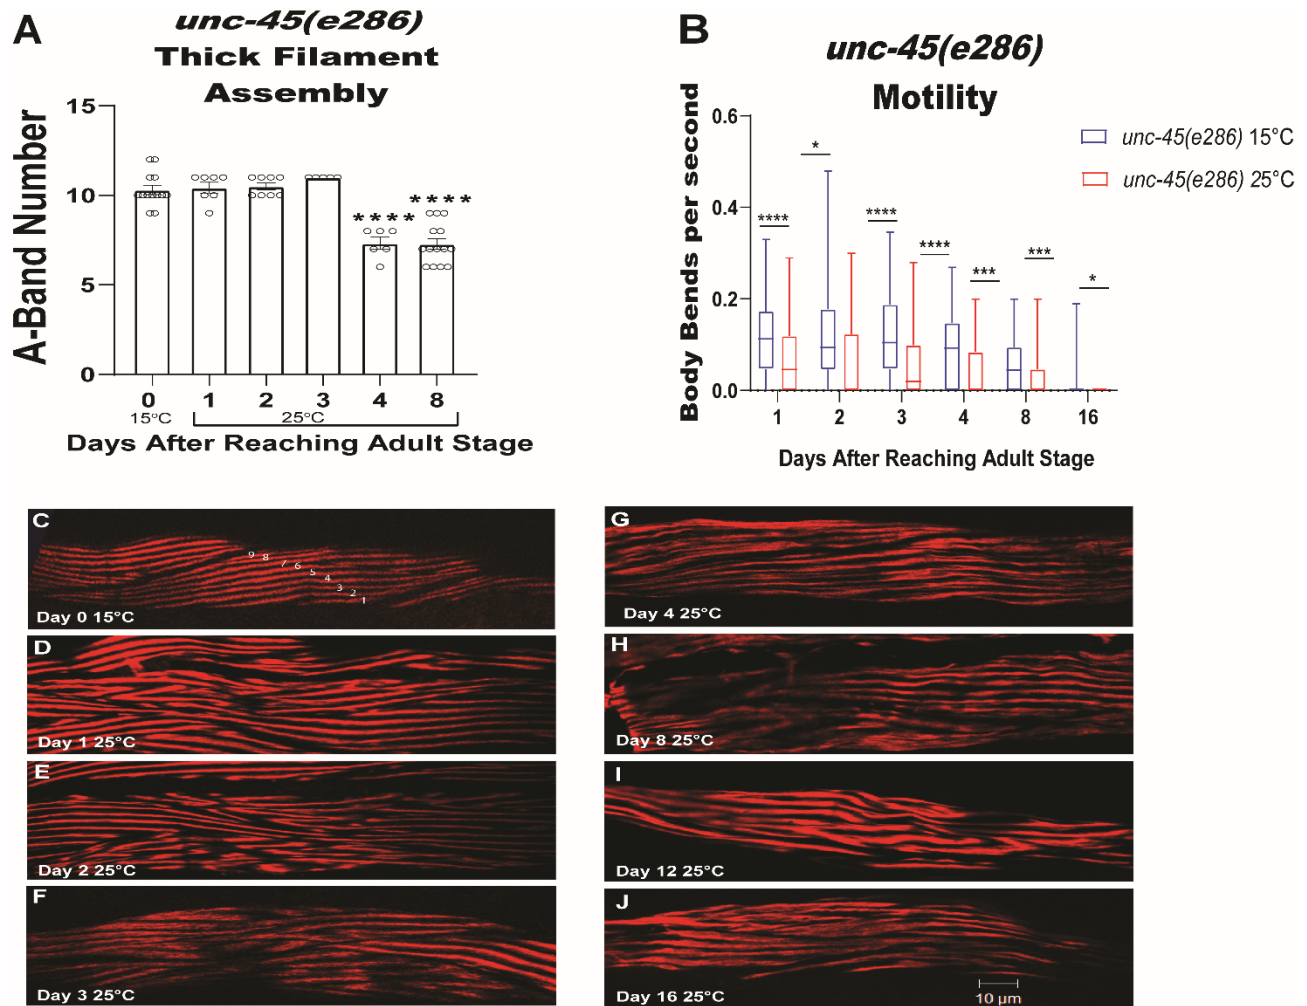 A
unc-45(e286)
Thick Filament
Assembly
A-Band Number
15
10
5
0
****
****
0
1
2
3
4
8
15°C
25°C
Days After Reaching Adult Stage
B
unc-45(e286)
Motility
Body Bends per second
0.6
0.4
0.2
0.0
****
*
****
****
***
***
*
1
2
3
4
8
16
Days After Reaching Adult Stage
unc-45(e286) 15°C
unc-45(e286) 25°C
C
9 8 7 6 5 4 3 2 1
Day 0 15°C
D
Day 1 25°C
E
Day 2 25°C
F
Day 3 25°C
G
Day 4 25°C
H
Day 8 25°C
I
Day 12 25°C
J
Day 16 25°C
10 µm